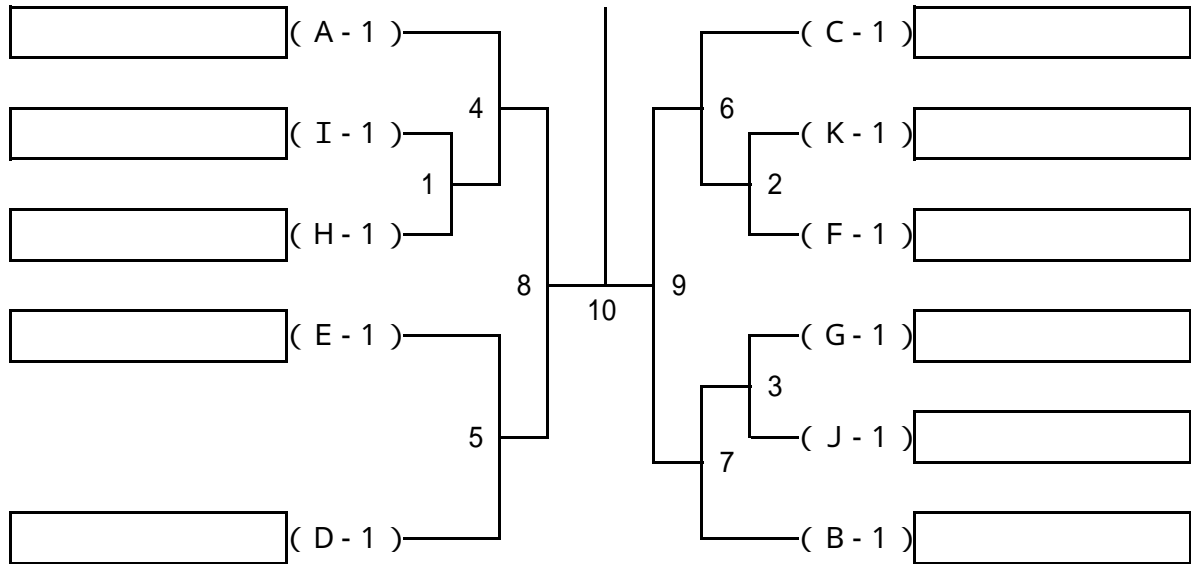 ( A - 1 )
( C - 1 )
4
6
( I - 1 )
( K - 1 )
1
2
( H - 1 )
( F - 1 )
8
9
10
( E - 1 )
( G - 1 )
3
5
( J - 1 )
7
( D - 1 )
( B - 1 )